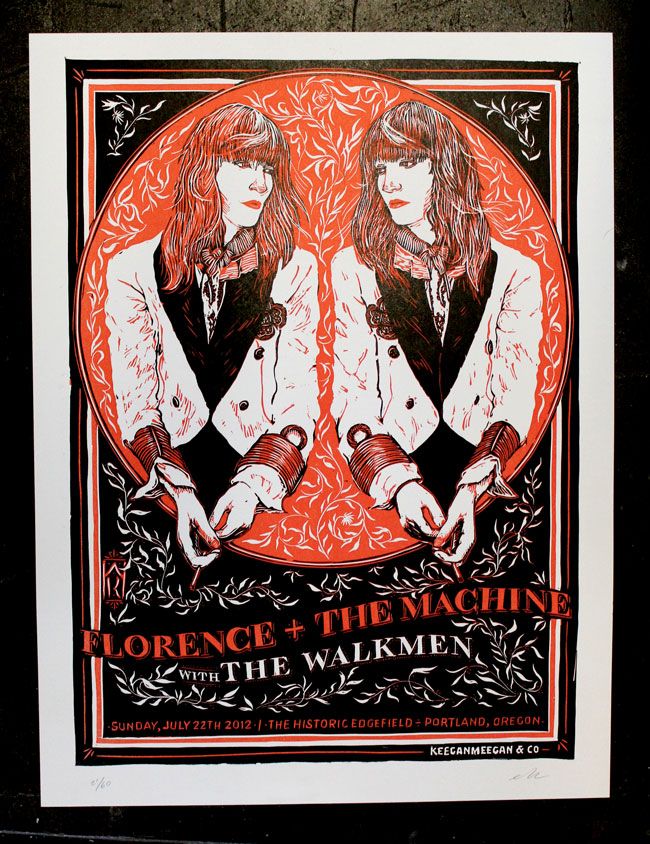 FLORENCE + THE MACHINE
WITH THE WALKMEN
·SUNDAY, JULY 22TH 2012·/·THE HISTORIC EDGEFIELD – PORTLAND, OREGON·
KEEGANMEEGAN & CO